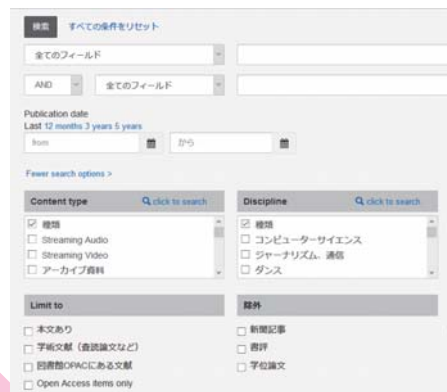 検索 すべての条件をリセット
全てのフィールド
AND 全てのフィールド
Publication date
Last 12 months 3 years 5 years
from から
Fewer search options >
Content type click to search
種類
Streaming Audio
Streaming Video
アーカイブ資料
Discipline click to search
種類
コンピューターサイエンス
ジャーナリズム、通信
ダンス
Limit to
本文あり
学術文献（査読論文など）
図書館OPACにある文献
Open Access items only
除外
新聞記事
書評
学位論文